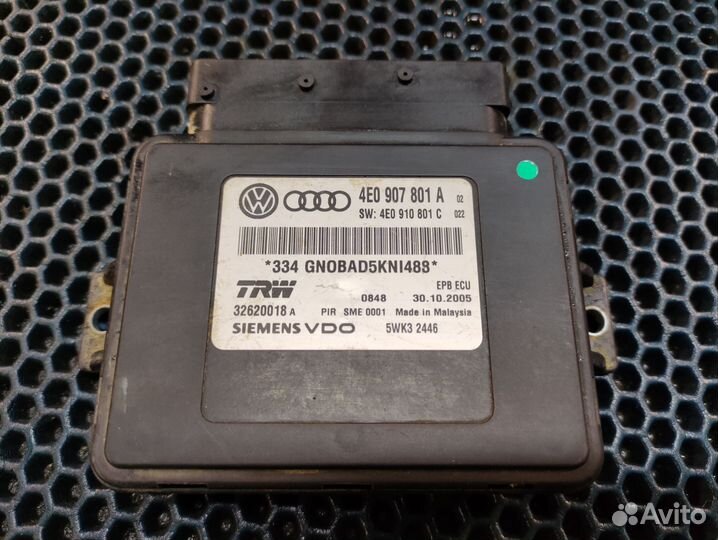 4E0 907 801 A 02
SW: 4E0 910 801 C 022
*334 GN0BAD5KNI488*
TRW EPB ECU
0848 30.10.2005
32620018 A PIR SME 0001 Made in Malaysia
SIEMENS VDO 5WK3 2446
Avito